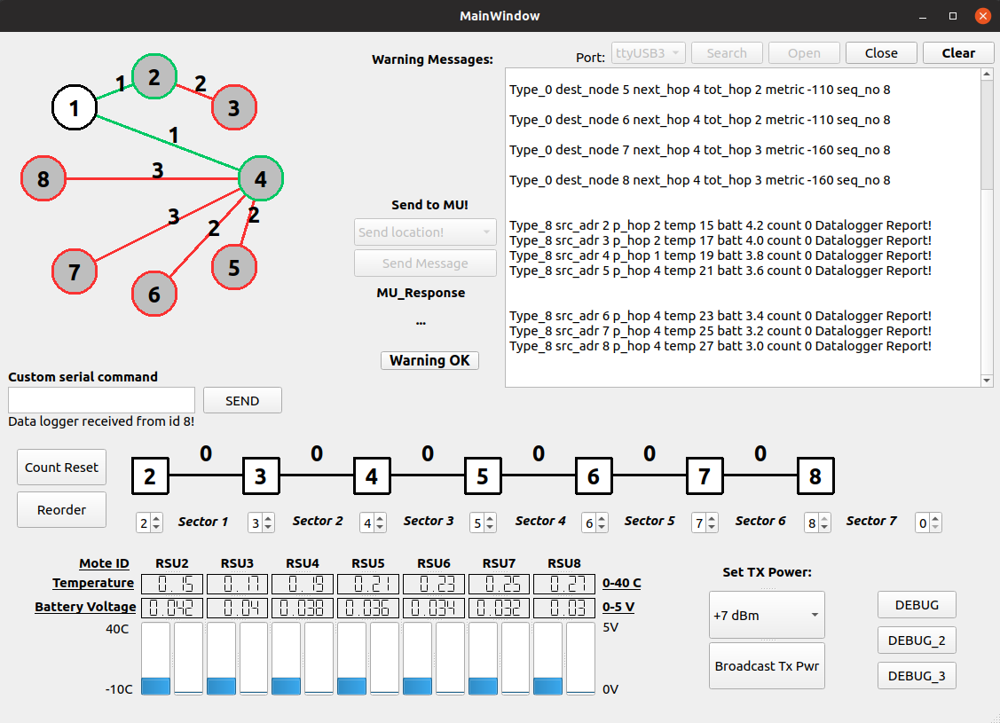 MainWindow
Warning Messages:
Port:
ttyUSB3
Search
Open
Close
Clear
1
2
3
4
5
6
7
8
1
2
1
3
3
2
2
Type_0 dest_node 5 next_hop 4 tot_hop 2 metric -110 seq_no 8
Type_0 dest_node 6 next_hop 4 tot_hop 2 metric -110 seq_no 8
Type_0 dest_node 7 next_hop 4 tot_hop 3 metric -160 seq_no 8
Type_0 dest_node 8 next_hop 4 tot_hop 3 metric -160 seq_no 8
Type_8 src_adr 2 p_hop 2 temp 15 batt 4.2 count 0 Datalogger Report!
Type_8 src_adr 3 p_hop 2 temp 17 batt 4.0 count 0 Datalogger Report!
Type_8 src_adr 4 p_hop 1 temp 19 batt 3.8 count 0 Datalogger Report!
Type_8 src_adr 5 p_hop 4 temp 21 batt 3.6 count 0 Datalogger Report!
Type_8 src_adr 6 p_hop 4 temp 23 batt 3.4 count 0 Datalogger Report!
Type_8 src_adr 7 p_hop 4 temp 25 batt 3.2 count 0 Datalogger Report!
Type_8 src_adr 8 p_hop 4 temp 27 batt 3.0 count 0 Datalogger Report!
Send to MU!
Send location!
Send Message
MU_Response
...
Warning OK
Custom serial command
SEND
Data logger received from id 8!
Count Reset
Reorder
0 0 0 0 0 0
2 3 4 5 6 7 8
2 Sector 1 3 Sector 2 4 Sector 3 5 Sector 4 6 Sector 5 7 Sector 6 8 Sector 7 0
Mote ID RSU2 RSU3 RSU4 RSU5 RSU6 RSU7 RSU8
Temperature 0.15 0.17 0.19 0.21 0.23 0.25 0.27 0-40 C
Battery Voltage 0.042 0.04 0.038 0.036 0.034 0.032 0.03 0-5 V
40C 5V
-10C 0V
Set TX Power:
+7 dBm
Broadcast Tx Pwr
DEBUG
DEBUG_2
DEBUG_3